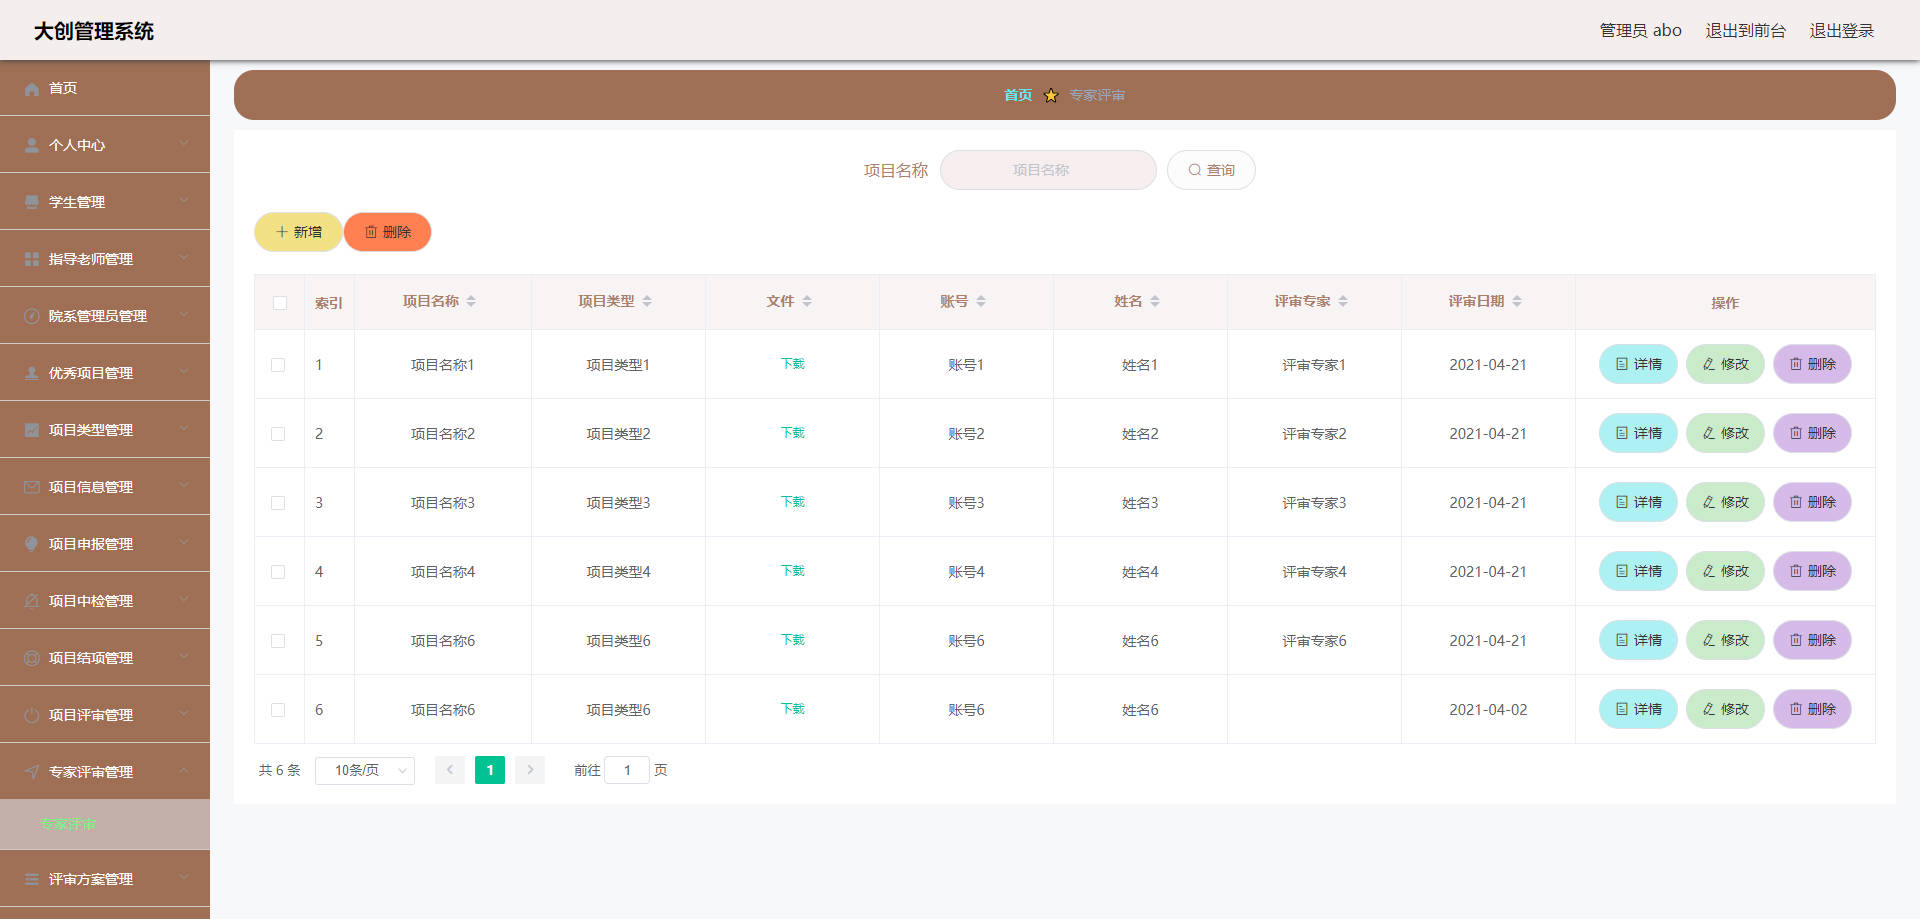 大创管理系统
管理员 abo 退出到前台 退出登录
首页
个人中心
学生管理
指导老师管理
院系管理员管理
优秀项目管理
项目类型管理
项目信息管理
项目申报管理
项目中检管理
项目结项管理
项目评审管理
专家评审管理
专家评审
评审方案管理
首页 专家评审
项目名称 项目名称 查询
新增 删除
索引 项目名称 项目类型 文件 账号 姓名 评审专家 评审日期 操作
1 项目名称1 项目类型1 下载 账号1 姓名1 评审专家1 2021-04-21 详情 修改 删除
2 项目名称2 项目类型2 下载 账号2 姓名2 评审专家2 2021-04-21 详情 修改 删除
3 项目名称3 项目类型3 下载 账号3 姓名3 评审专家3 2021-04-21 详情 修改 删除
4 项目名称4 项目类型4 下载 账号4 姓名4 评审专家4 2021-04-21 详情 修改 删除
5 项目名称6 项目类型6 下载 账号6 姓名6 评审专家6 2021-04-21 详情 修改 删除
6 项目名称6 项目类型6 下载 账号6 姓名6 2021-04-02 详情 修改 删除
共 6 条 10条/页 1 前往 1 页